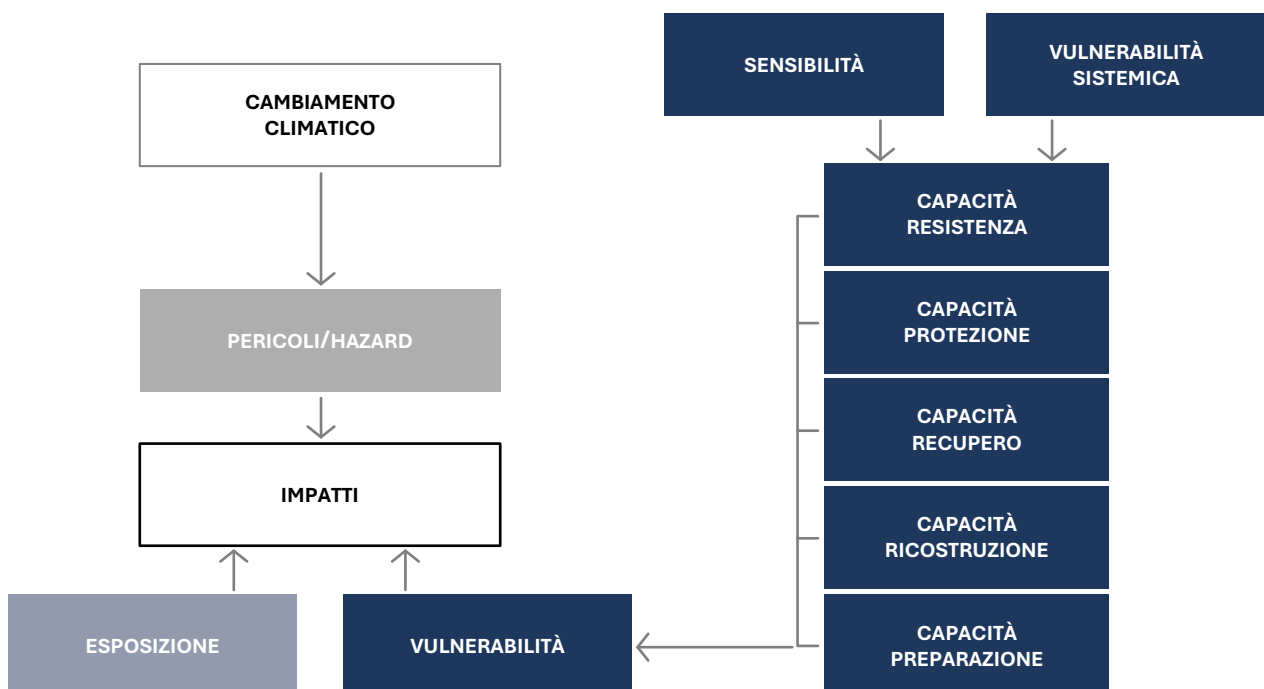 SENSIBILITÀ
VULNERABILITÀ
SISTEMICA
CAMBIAMENTO
CLIMATICO
CAPACITÀ
RESISTENZA
PERICOLI/HAZARD
CAPACITÀ
PROTEZIONE
CAPACITÀ
RECUPERO
IMPATTI
CAPACITÀ
RICOSTRUZIONE
ESPOSIZIONE
VULNERABILITÀ
CAPACITÀ
PREPARAZIONE